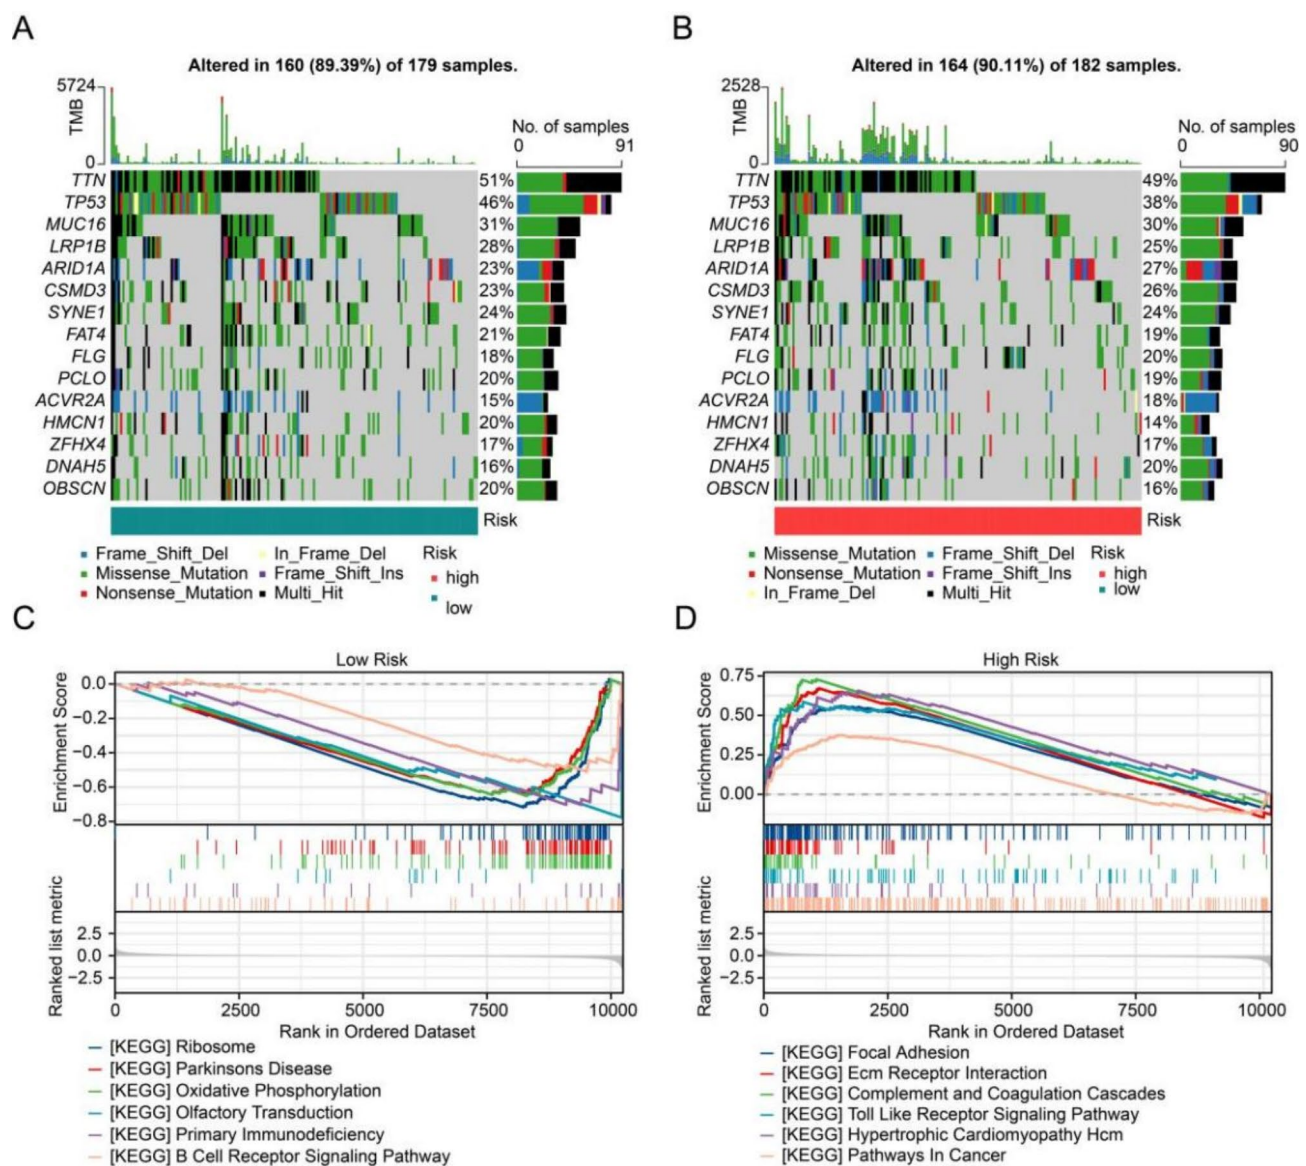 A
Altered in 160 (89.39%) of 179 samples.
5724
TMB
0
No. of samples
0 91
TTN 51%
TP53 46%
MUC16 31%
LRP1B 28%
ARID1A 23%
CSMD3 23%
SYNE1 24%
FAT4 21%
FLG 18%
PCLO 20%
ACVR2A 15%
HMCN1 20%
ZFHX4 17%
DNAH5 16%
OBSCN 20%
Risk
Frame_Shift_Del In_Frame_Del Risk
Missense_Mutation Frame_Shift_Ins high
Nonsense_Mutation Multi_Hit low
B
Altered in 164 (90.11%) of 182 samples.
2528
TMB
0
No. of samples
0 90
TTN 49%
TP53 38%
MUC16 30%
LRP1B 25%
ARID1A 27%
CSMD3 26%
SYNE1 24%
FAT4 19%
FLG 20%
PCLO 19%
ACVR2A 18%
HMCN1 14%
ZFHX4 17%
DNAH5 20%
OBSCN 16%
Risk
Missense_Mutation Frame_Shift_Del Risk
Nonsense_Mutation Frame_Shift_Ins high
In_Frame_Del Multi_Hit low
C
Low Risk
Enrichment Score
0.0
−0.2
−0.4
−0.6
−0.8
Ranked list metric
2.5
0.0
−2.5
0 2500 5000 7500 10000
Rank in Ordered Dataset
[KEGG] Ribosome
[KEGG] Parkinsons Disease
[KEGG] Oxidative Phosphorylation
[KEGG] Olfactory Transduction
[KEGG] Primary Immunodeficiency
[KEGG] B Cell Receptor Signaling Pathway
D
High Risk
Enrichment Score
0.75
0.50
0.25
0.00
Ranked list metric
2.5
0.0
−2.5
0 2500 5000 7500 10000
Rank in Ordered Dataset
[KEGG] Focal Adhesion
[KEGG] Ecm Receptor Interaction
[KEGG] Complement and Coagulation Cascades
[KEGG] Toll Like Receptor Signaling Pathway
[KEGG] Hypertrophic Cardiomyopathy Hcm
[KEGG] Pathways In Cancer